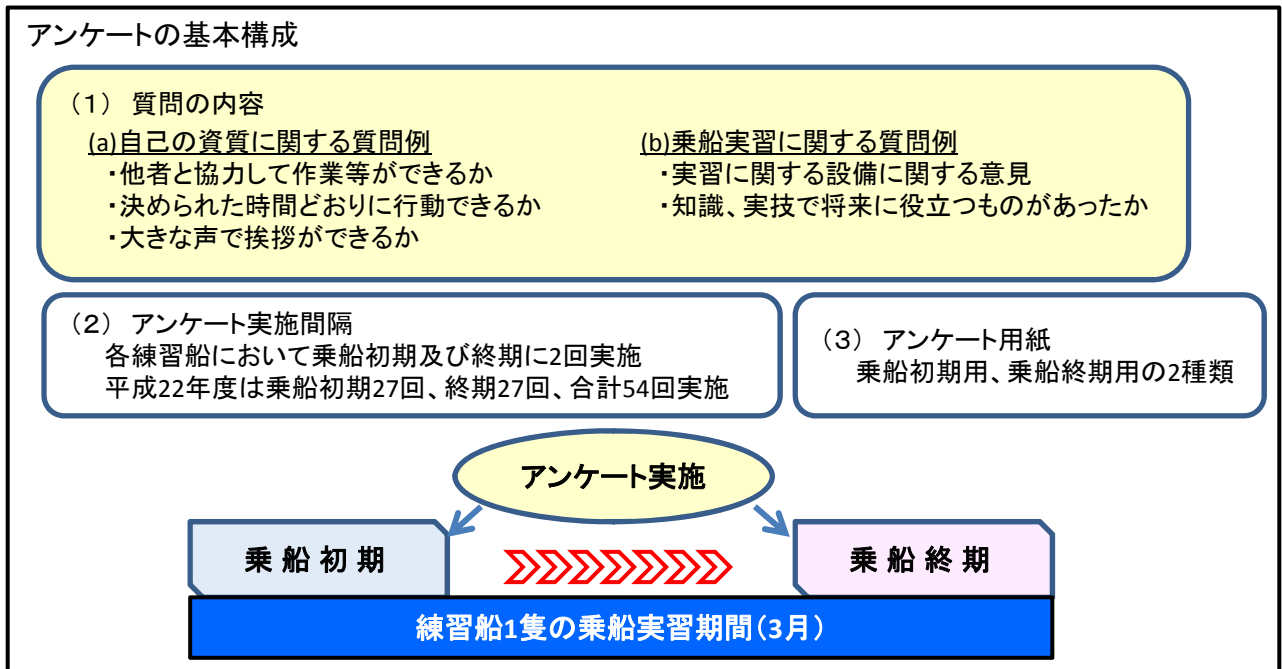 アンケートの基本構成
（1） 質問の内容
(a)自己の資質に関する質問例
・他者と協力して作業等ができるか
・決められた時間どおりに行動できるか
・大きな声で挨拶ができるか
(b)乗船実習に関する質問例
・実習に関する設備に関する意見
・知識、実技で将来に役立つものがあったか
（2） アンケート実施間隔
各練習船において乗船初期及び終期に2回実施
平成22年度は乗船初期27回、終期27回、合計54回実施
（3） アンケート用紙
乗船初期用、乗船終期用の2種類
アンケート実施
乗 船 初 期
乗 船 終 期
練習船1隻の乗船実習期間（3月）